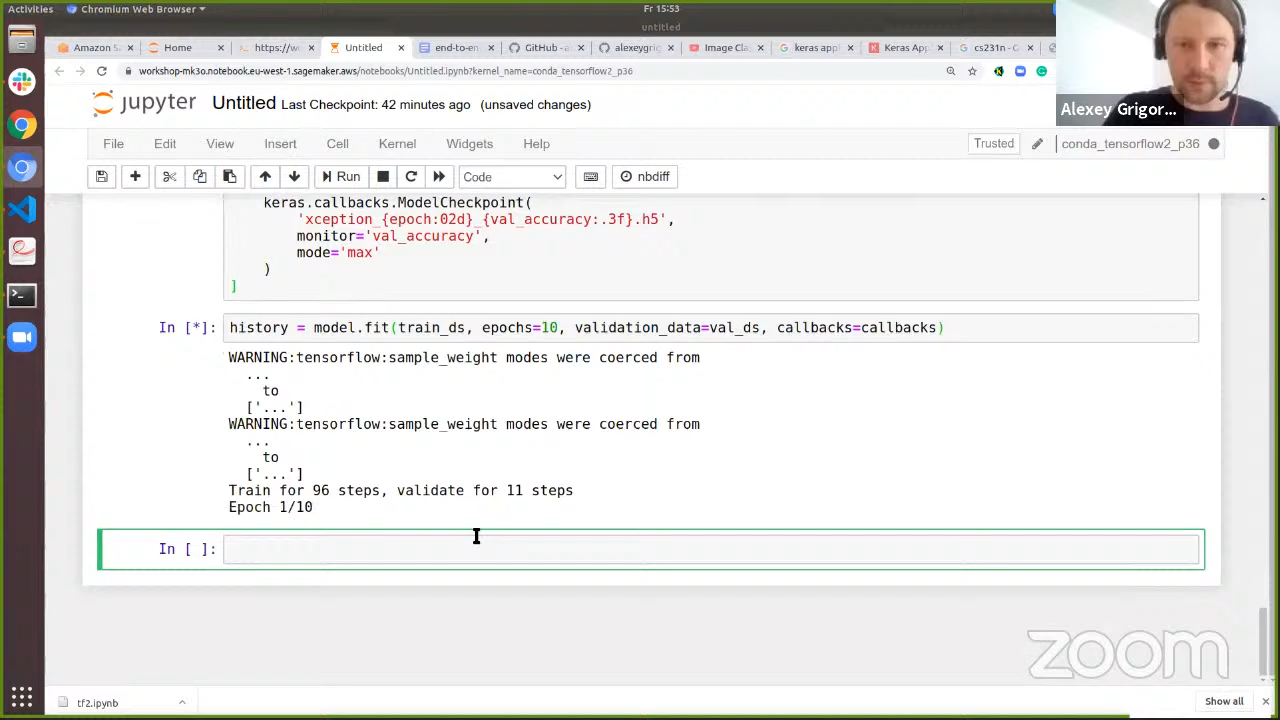 Activities
Chromium Web Browser
Fr 15:53
untitled
Amazon S
Home
https://w
Untitled
end-to-en
GitHub - a
alexeygrig
Image Cla
keras appl
Keras App
cs231n - G
workshop-mk3o.notebook.eu-west-1.sagemaker.aws/notebooks/Untitled.ipynb?kernel_name=conda_tensorflow2_p36
jupyter
Untitled Last Checkpoint: 42 minutes ago (unsaved changes)
Alexey Grigor...
File Edit View Insert Cell Kernel Widgets Help
Trusted
conda_tensorflow2_p36
Run
Code
nbdiff
keras.callbacks.ModelCheckpoint(
'xception_{epoch:02d}_{val_accuracy:.3f}.h5',
monitor='val_accuracy',
mode='max'
)
]
In [*]: history = model.fit(train_ds, epochs=10, validation_data=val_ds, callbacks=callbacks)
WARNING:tensorflow:sample_weight modes were coerced from
...
to
['...']
WARNING:tensorflow:sample_weight modes were coerced from
...
to
['...']
Train for 96 steps, validate for 11 steps
Epoch 1/10
In [ ]:
zoom
tf2.ipynb
Show all